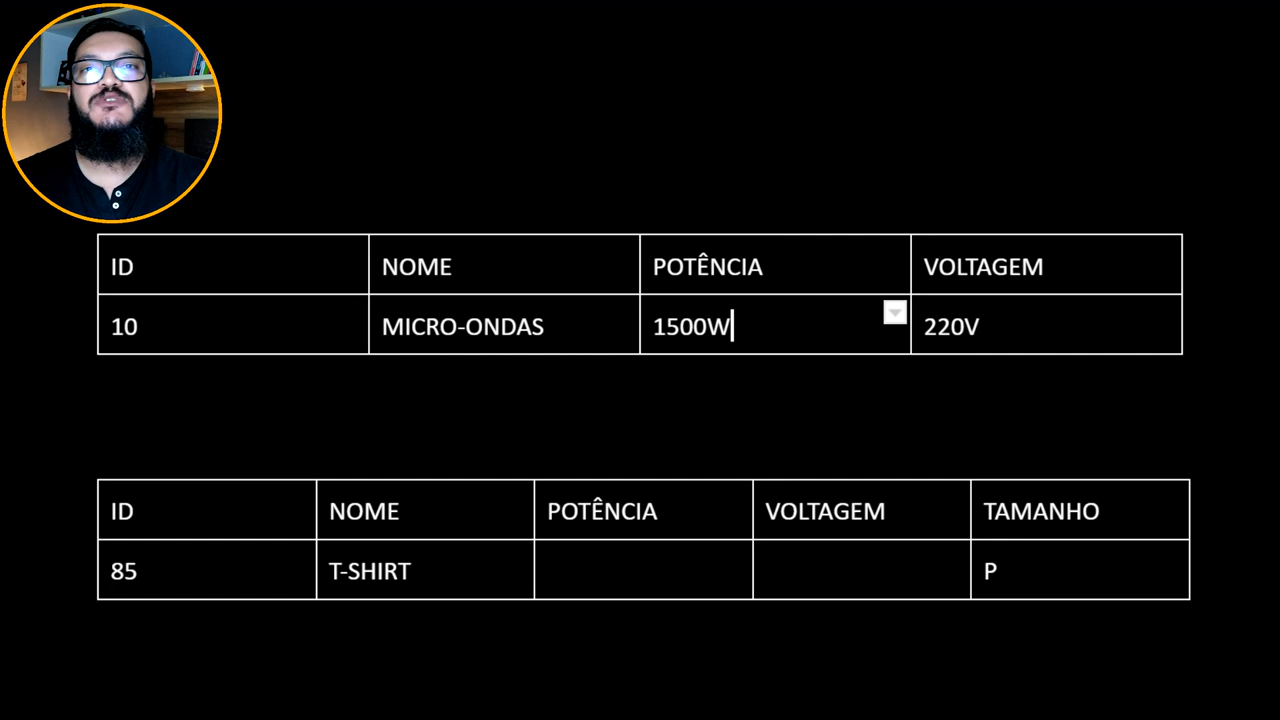 ID NOME POTÊNCIA VOLTAGEM
10 MICRO-ONDAS 1500W 220V
ID NOME POTÊNCIA VOLTAGEM TAMANHO
85 T-SHIRT P